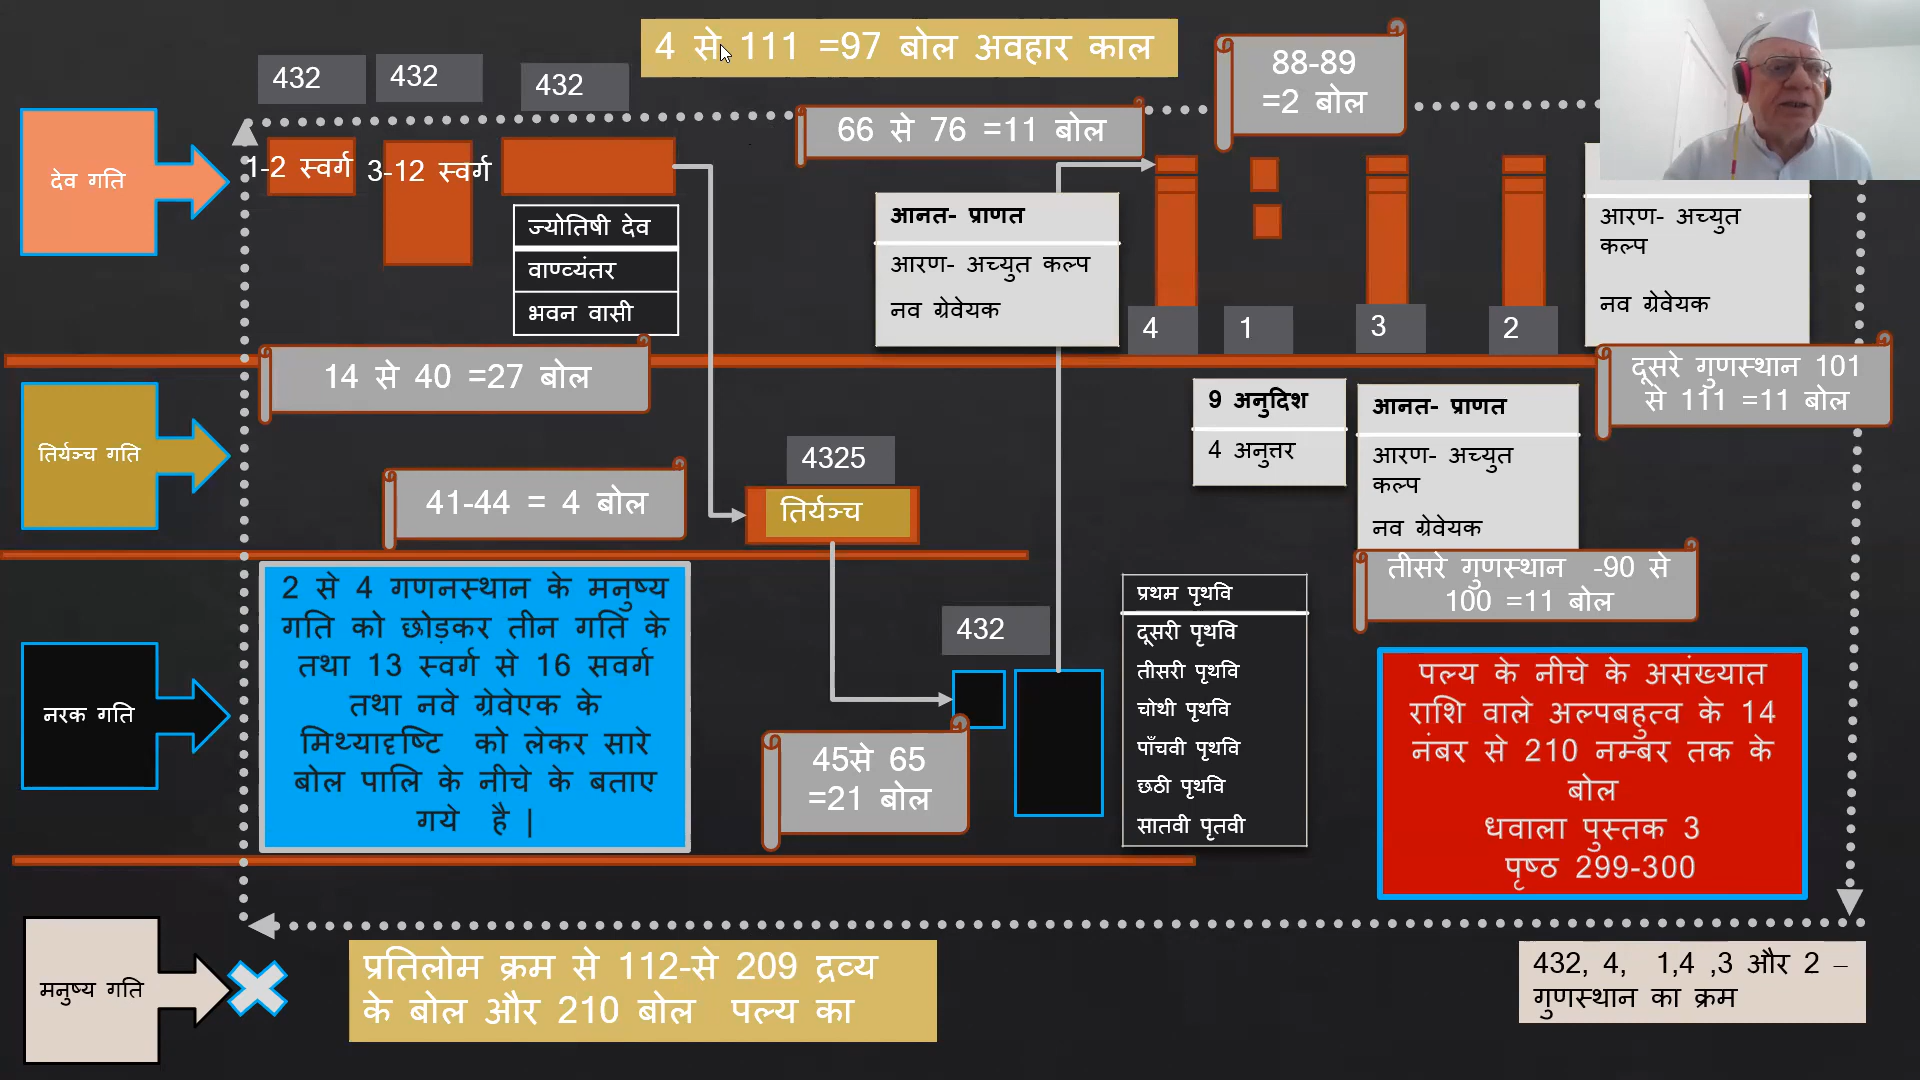 4 से 111 =97 बोल अवहार काल
88-89
=2 बोल
432
432
432
66 से 76 =11 बोल
देव गति
1-2 स्वर्ग
3-12 स्वर्ग
ज्योतिषी देव
वाण्व्यंतर
भवन वासी
आनत- प्राणत
आरण- अच्युत कल्प
नव ग्रेवेयक
4
1
3
2
आरण- अच्युत
कल्प
नव ग्रेवेयक
14 से 40 =27 बोल
दूसरे गुणस्थान 101
से 111 =11 बोल
9 अनुदिश
4 अनुत्तर
आनत- प्राणत
आरण- अच्युत
कल्प
नव ग्रेवेयक
तिर्यञ्च गति
4325
41-44 = 4 बोल
तिर्यञ्च
तीसरे गुणस्थान -90 से
100 =11 बोल
2 से 4 गणनस्थान के मनुष्य
गति को छोड़कर तीन गति के
तथा 13 स्वर्ग से 16 सवर्ग
तथा नवे ग्रेवेएक के
मिथ्यादृष्टि को लेकर सारे
बोल पालि के नीचे के बताए
गये है |
432
प्रथम पृथवि
दूसरी पृथवि
तीसरी पृथवि
चोथी पृथवि
पाँचवी पृथवि
छठी पृथवि
सातवी पृतवी
नरक गति
45से 65
=21 बोल
पल्य के नीचे के असंख्यात
राशि वाले अल्पबहुत्व के 14
नंबर से 210 नम्बर तक के
बोल
धवाला पुस्तक 3
पृष्ठ 299-300
मनुष्य गति
प्रतिलोम क्रम से 112-से 209 द्रव्य
के बोल और 210 बोल पल्य का
432, 4, 1,4 ,3 और 2 –
गुणस्थान का क्रम